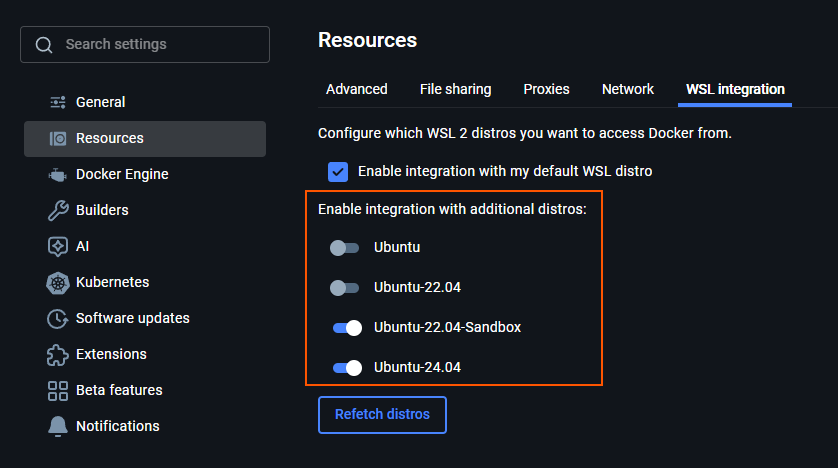 Search settings
General
Resources
Docker Engine
Builders
AI
Kubernetes
Software updates
Extensions
Beta features
Notifications
Resources
Advanced File sharing Proxies Network WSL integration
Configure which WSL 2 distros you want to access Docker from.
Enable integration with my default WSL distro
Enable integration with additional distros:
Ubuntu
Ubuntu-22.04
Ubuntu-22.04-Sandbox
Ubuntu-24.04
Refetch distros